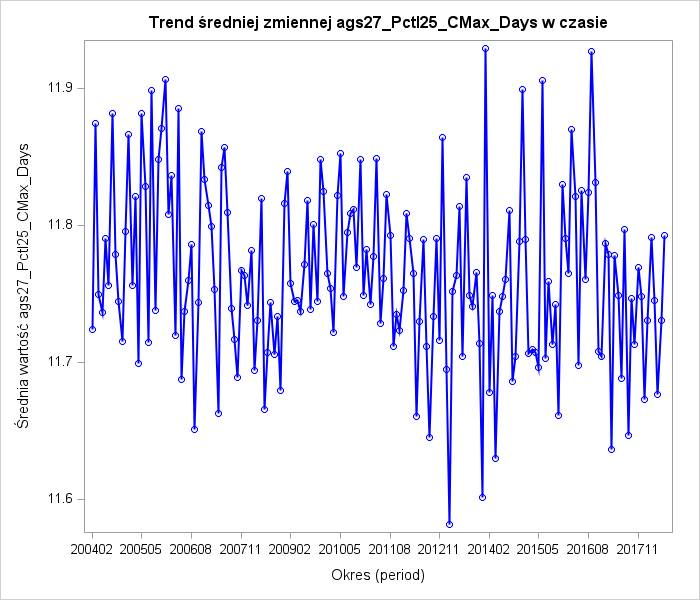 Trend średniej zmiennej ags27_Pctl25_CMax_Days w czasie
Średnia wartość ags27_Pctl25_CMax_Days
11.9
11.8
11.7
11.6
200402 200505 200608 200711 200902 201005 201108 201211 201402 201505 201608 201711
Okres (period)